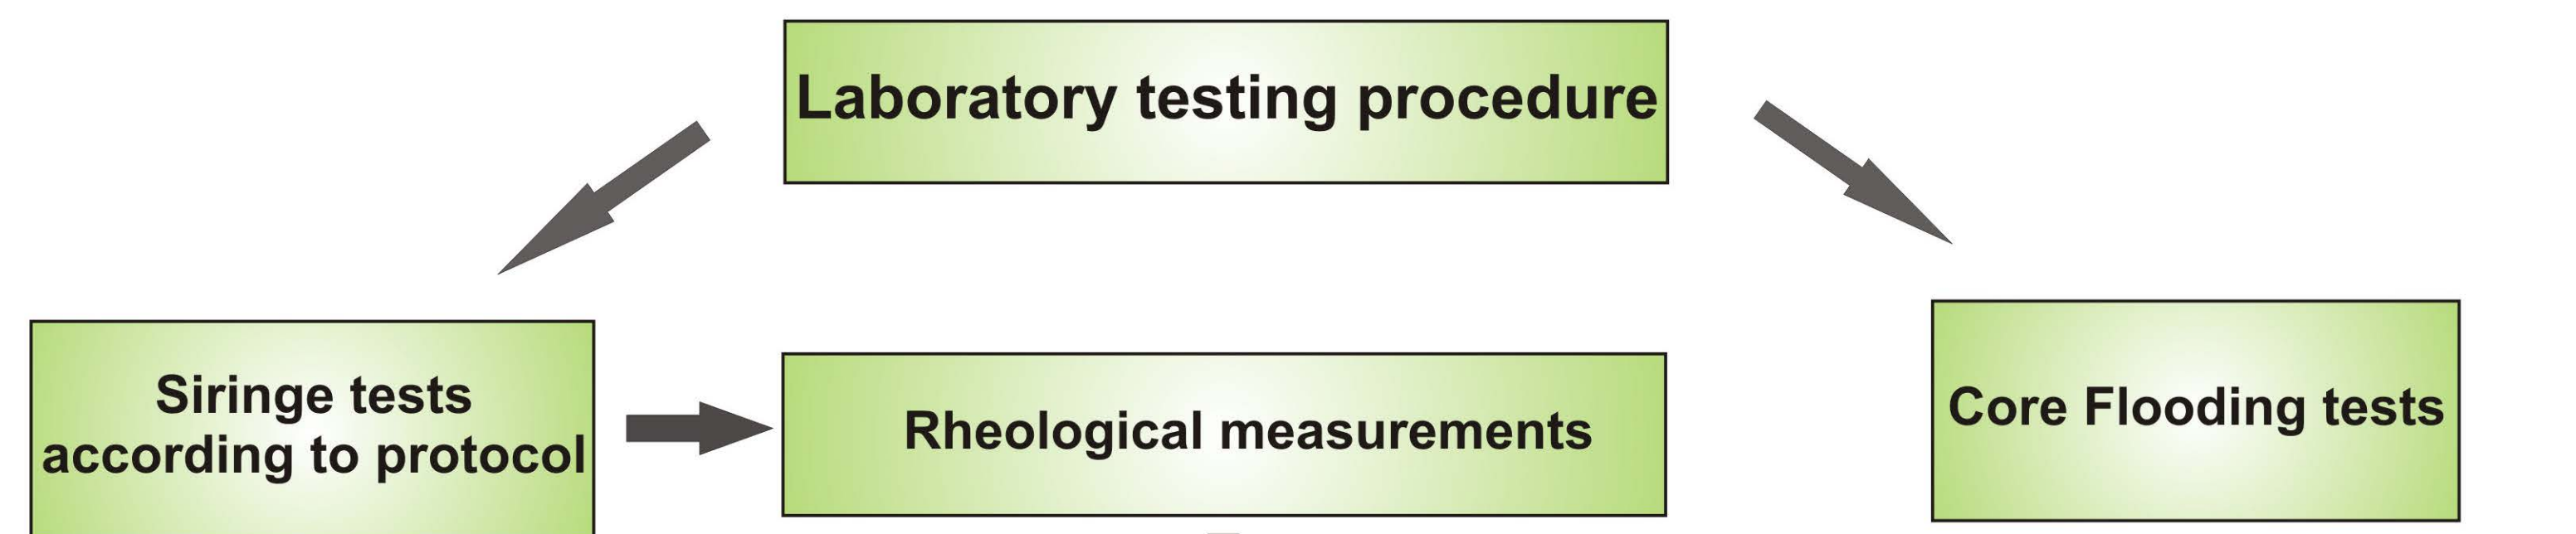 Laboratory testing procedure
Siringe tests
according to protocol
Rheological measurements
Core Flooding tests